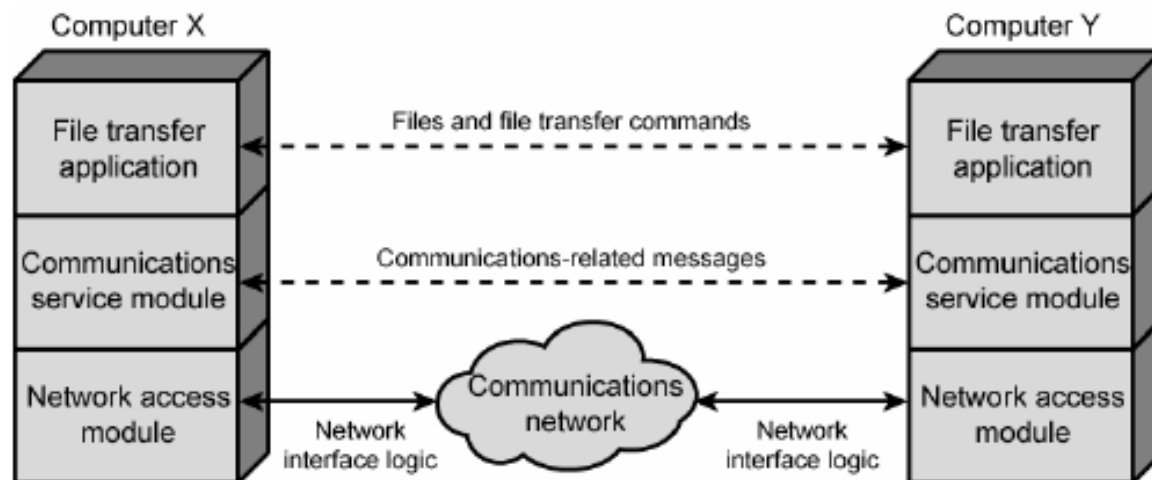 Computer X
Computer Y
File transfer
application
Files and file transfer commands
File transfer
application
Communications
service module
Communications-related messages
Communications
service module
Network access
module
Network
interface logic
Communications
network
Network
interface logic
Network access
module